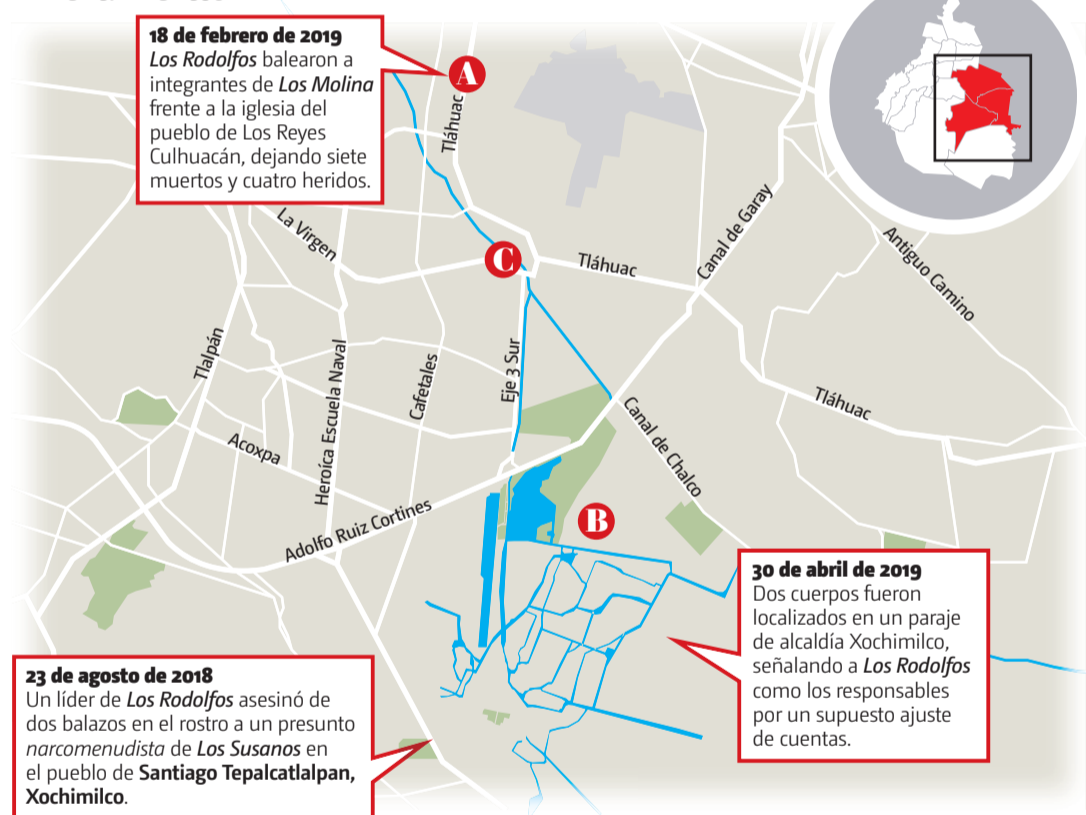 18 de febrero de 2019
Los Rodolfos balearon a
integrantes de Los Molina
frente a la iglesia del
pueblo de Los Reyes
Culhuacán, dejando siete
muertos y cuatro heridos.
A
Tláhuac
La Virgen
C
Tláhuac
Canal de Garay
Antiguo Camino
Tlalpán
Heroíca Escuela Naval
Cafetales
Eje 3 Sur
Tláhuac
Acoxpa
Canal de Chalco
Adolfo Ruiz Cortines
B
30 de abril de 2019
Dos cuerpos fueron
localizados en un paraje
de alcaldía Xochimilco,
señalando a Los Rodolfos
como los responsables
por un supuesto ajuste
de cuentas.
23 de agosto de 2018
Un líder de Los Rodolfos asesinó de
dos balazos en el rostro a un presunto
narcomenudista de Los Susanos en
el pueblo de Santiago Tepalcatlalpan,
Xochimilco.